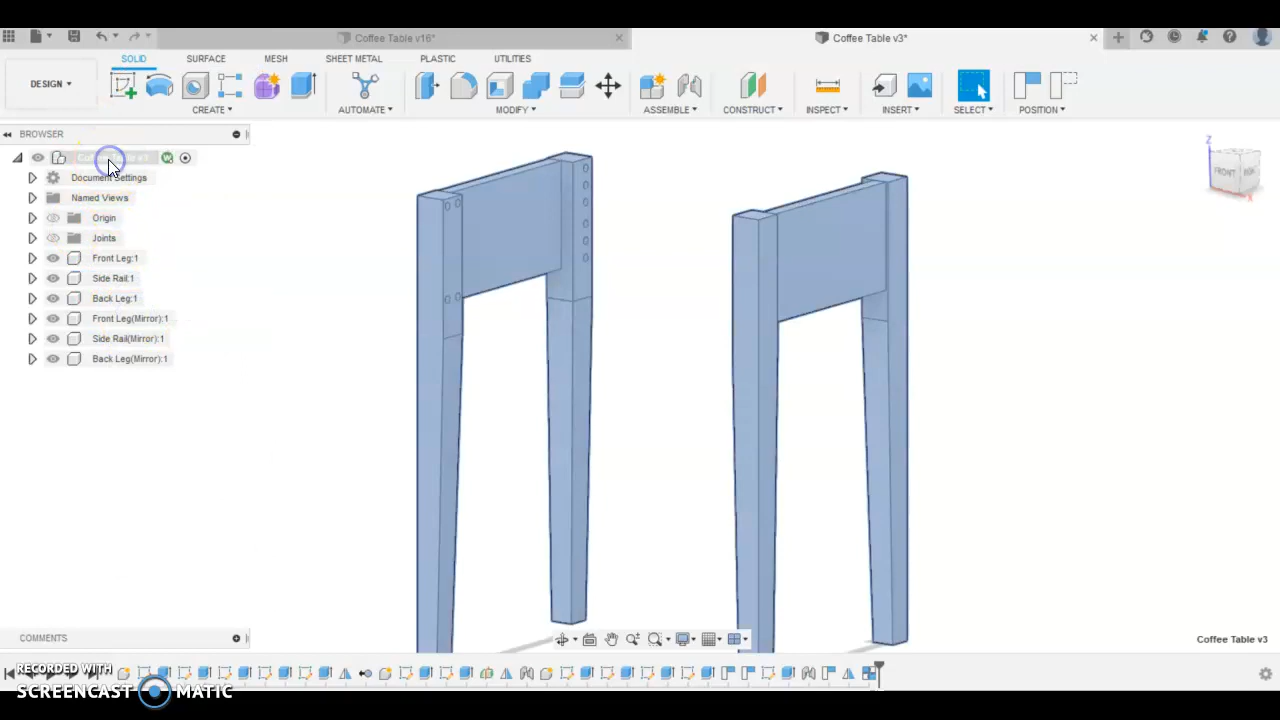 Coffee Table v16*
Coffee Table v3*
DESIGN
SOLID
SURFACE
MESH
SHEET METAL
PLASTIC
UTILITIES
CREATE
AUTOMATE
MODIFY
ASSEMBLE
CONSTRUCT
INSPECT
INSERT
SELECT
POSITION
BROWSER
Document Settings
Named Views
Origin
Joints
Front Leg:1
Side Rail:1
Back Leg:1
Front Leg(Mirror):1
Side Rail(Mirror):1
Back Leg(Mirror):1
Z
FRONT
X
COMMENTS
Coffee Table v3
RECORDED WITH
SCREENCAST MATIC